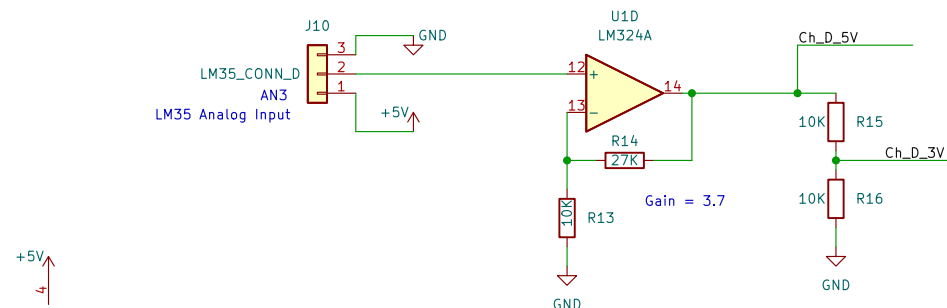 U1D
J10
LM324A
GND
Ch_D_5V
3
LM35_CONN_D
2
12
+
14
AN3
1
LM35 Analog Input
+5V
13
-
10K
R15
R14
27K
Ch_D_3V
Gain = 3.7
10K
R16
10K
R13
+5V
4
GND
GND